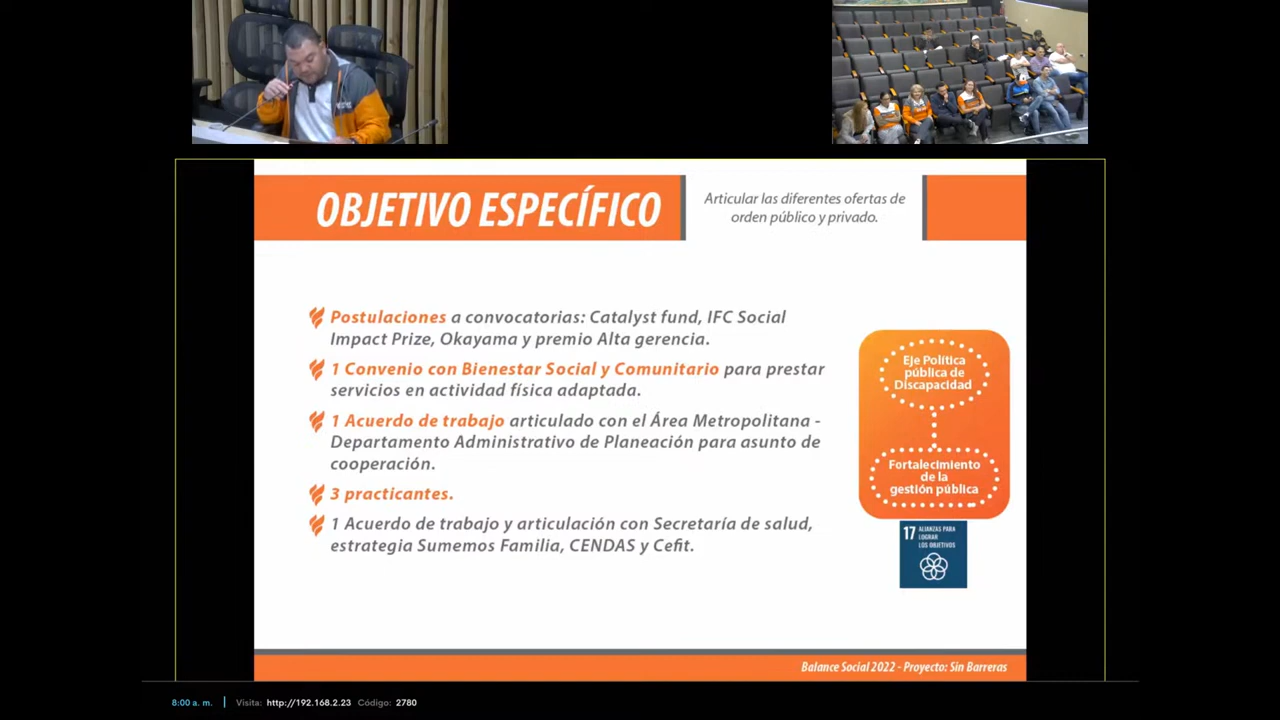 OBJETIVO ESPECÍFICO
Articular las diferentes ofertas de
orden público y privado.
Postulaciones a convocatorias: Catalyst fund, IFC Social
Impact Prize, Okayama y premio Alta gerencia.
1 Convenio con Bienestar Social y Comunitario para prestar
servicios en actividad física adaptada.
1 Acuerdo de trabajo articulado con el Área Metropolitana -
Departamento Administrativo de Planeación para asunto de
cooperación.
3 practicantes.
1 Acuerdo de trabajo y articulación con Secretaría de salud,
estrategia Sumemos Familia, CENDAS y Cefit.
Eje Política
pública de
Discapacidad
Fortalecimiento
de la
gestión pública
17 ALIANZAS PARA
LOGRAR
LOS OBJETIVOS
Balance Social 2022 - Proyecto: Sin Barreras
8:00 a. m. | Visita: http://192.168.2.23 Código: 2780